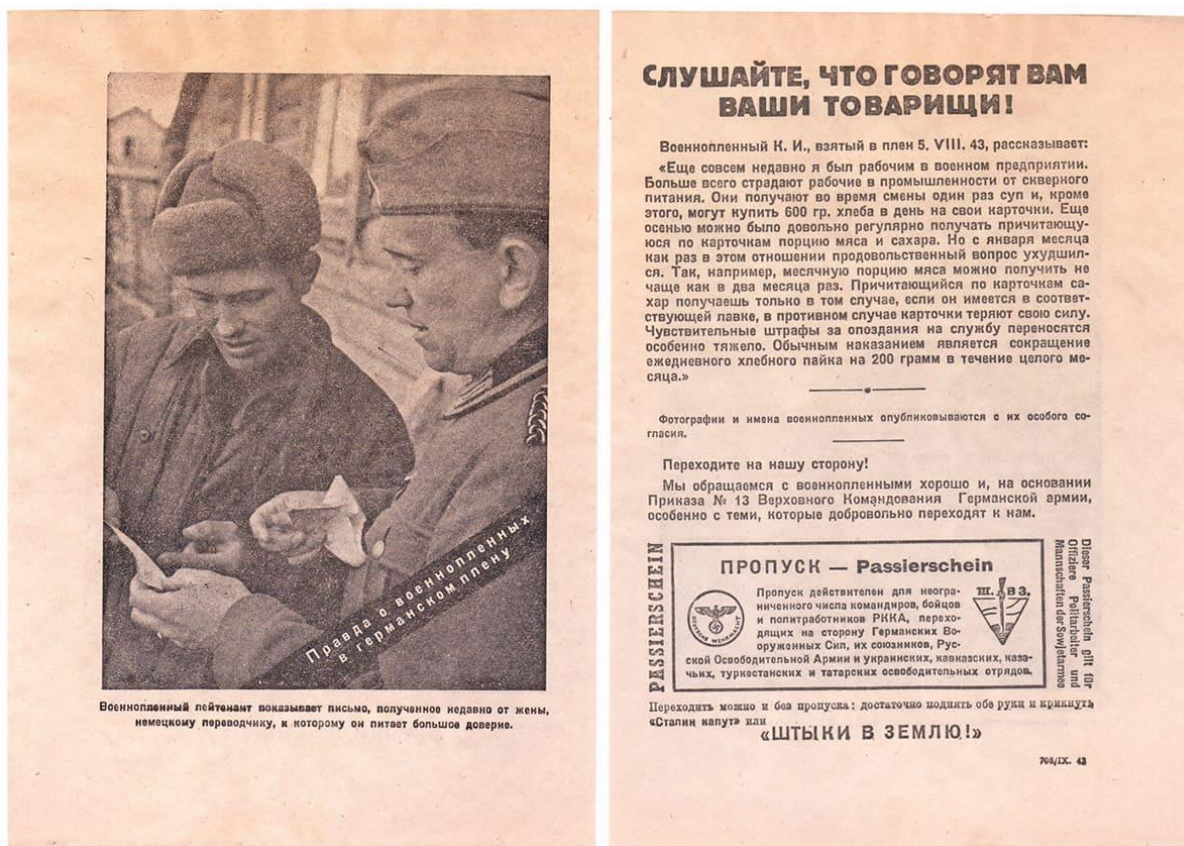 Правда о военнопленных
в германском плену
Военнопленный лейтенант показывает письмо, полученное недавно от жены,
немецкому переводчику, к которому он питает большое доверие.
СЛУШАЙТЕ, ЧТО ГОВОРЯТ ВАМ
ВАШИ ТОВАРИЩИ!
Военнопленный К. И., взятый в плен 5. VIII. 43, рассказывает:
«Еще совсем недавно я был рабочим в военном предприятии.
Больше всего страдают рабочие в промышленности от скверного
питания. Они получают во время смены один раз суп и, кроме
этого, могут купить 600 гр. хлеба в день на свои карточки. Еще
осенью можно было довольно регулярно получать причитающу-
юся по карточкам порцию мяса и сахара. Но с января месяца
как раз в этом отношении продовольственный вопрос ухудшил-
ся. Так, например, месячную порцию мяса можно получить не
чаще как в два месяца раз. Причитающийся по карточкам са-
хар получаешь только в том случае, если он имеется в соответ-
ствующей лавке, в противном случае карточки теряют свою силу.
Чувствительные штрафы за опоздания на службу переносятся
особенно тяжело. Обычным наказанием является сокращение
ежедневного хлебного пайка на 200 грамм в течение целого ме-
сяца.»
Фотографии и имена военнопленных опубликовываются с их особого со-
гласия.
Переходите на нашу сторону!
Мы обращаемся с военнопленными хорошо и, на основании
Приказа № 13 Верховного Командования Германской армии,
особенно с теми, которые добровольно переходят к нам.
PASSIERSCHEIN
ПРОПУСК — Passierschein
DEUTSCHE WEHRMACHT
Пропуск действителен для неогра-
ниченного числа командиров, бойцов
и политработников РККА, перехо-
дящих на сторону Германских Во-
оруженных Сил, их союзников, Рус-
ской Освободительной Армии и украинских, кавказских, каза-
чьих, туркестанских и татарских освободительных отрядов.
Ш. В З.
Dieser Passierschein gilt für
Offiziere Politarbeiter und
Mannschaften der Sowjetarmee
Переходить можно и без пропуска: достаточно поднять обе руки и крикнуть
«Сталин капут» или
«ШТЫКИ В ЗЕМЛЮ!»
708/IX. 43